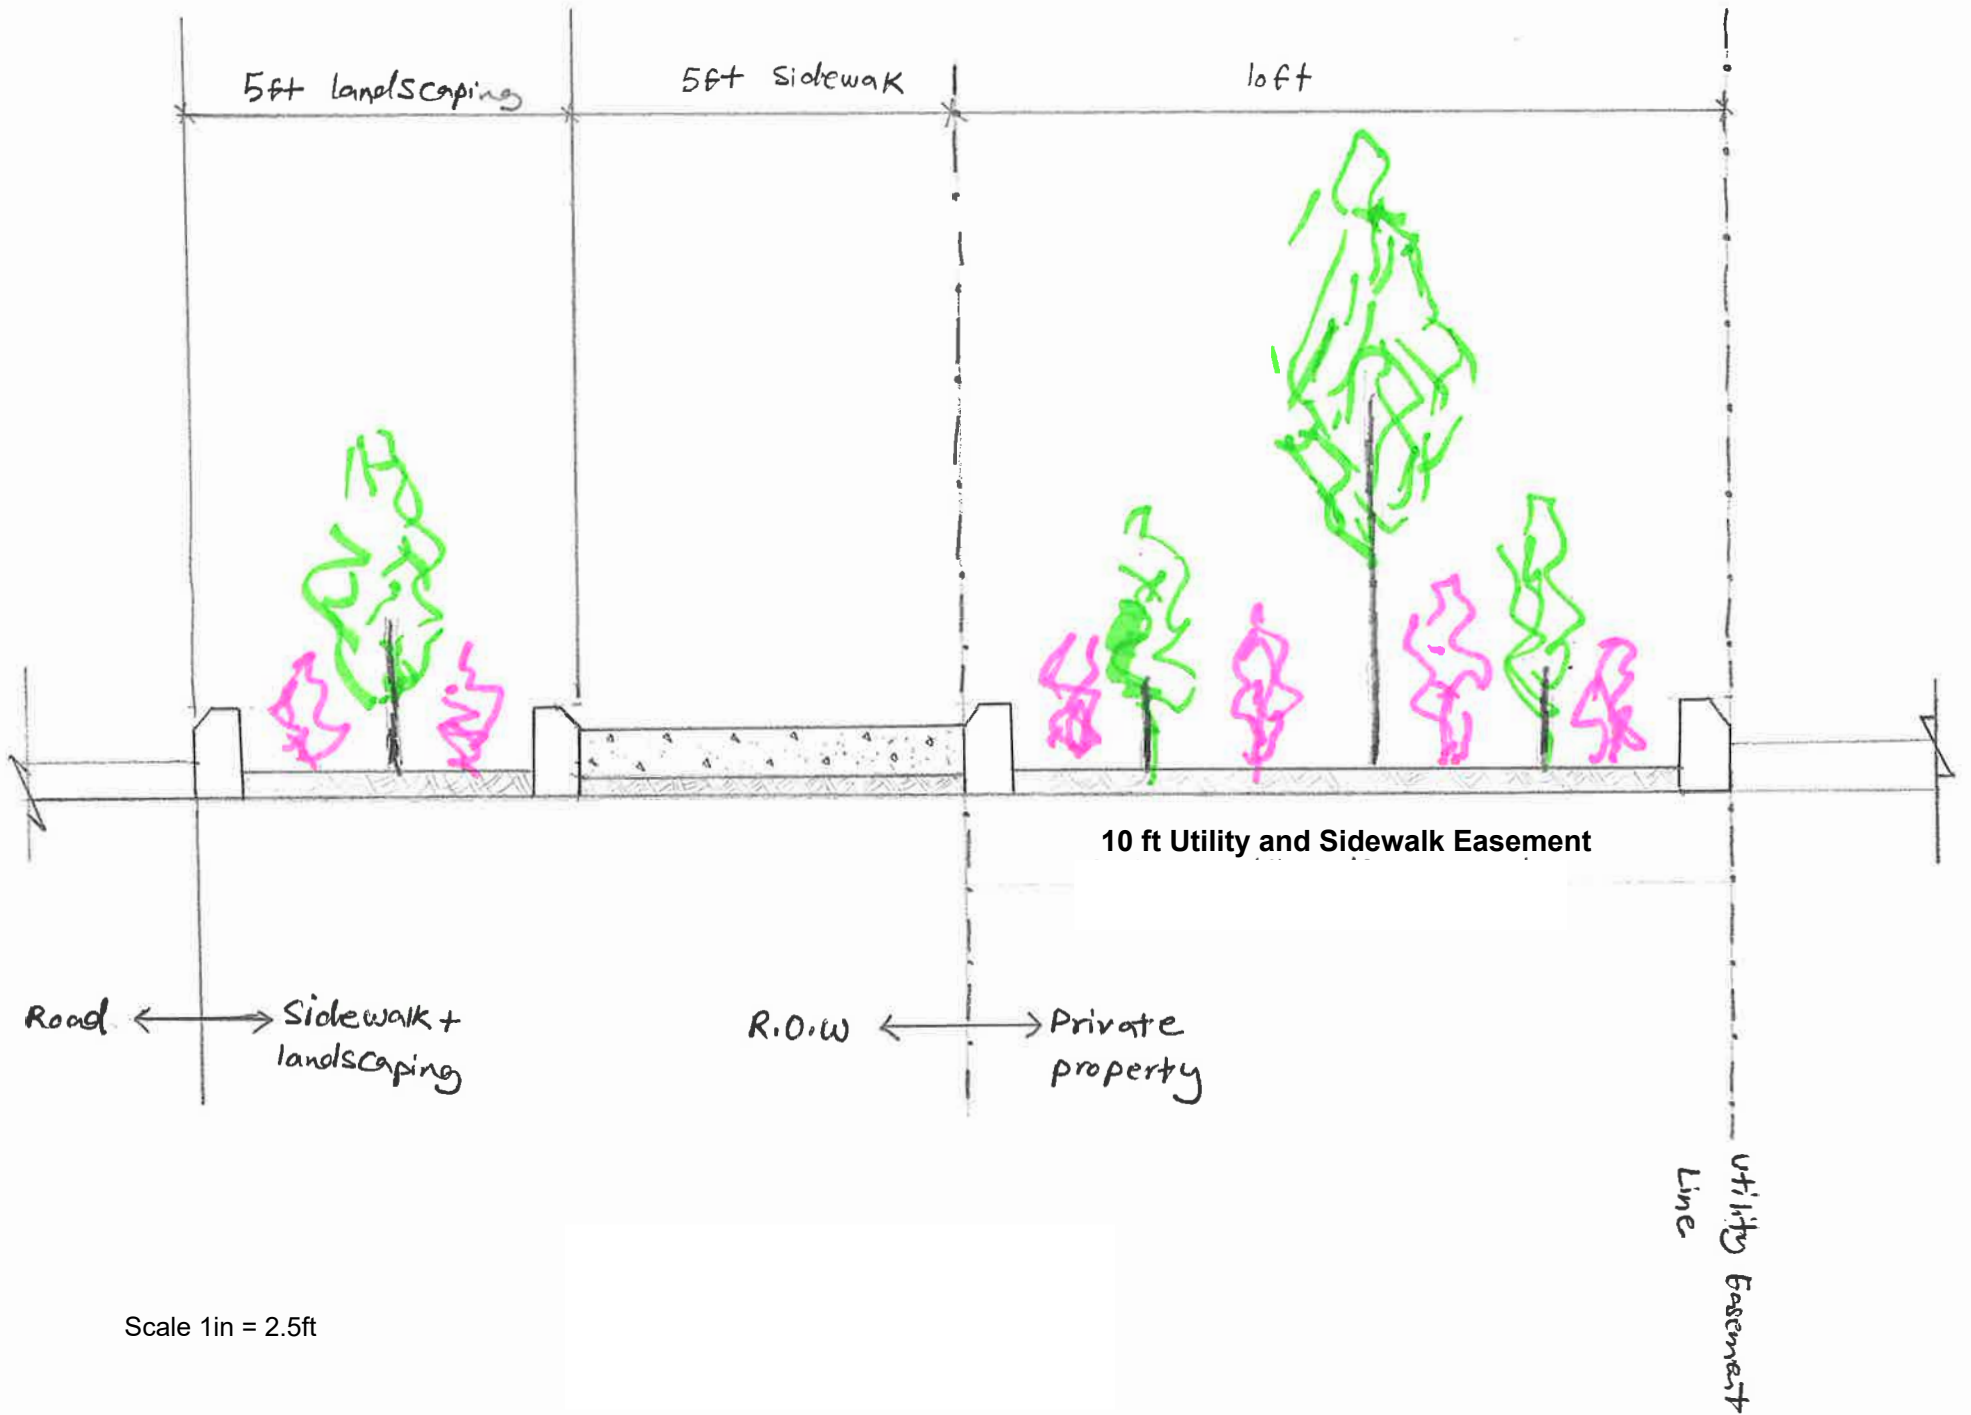 5ft landscaping
5ft sidewak
10ft
10 ft Utility and Sidewalk Easement
Road
Sidewalk +
landscaping
R.O.W
Private
property
Utility Easement
Line
Scale 1in = 2.5ft